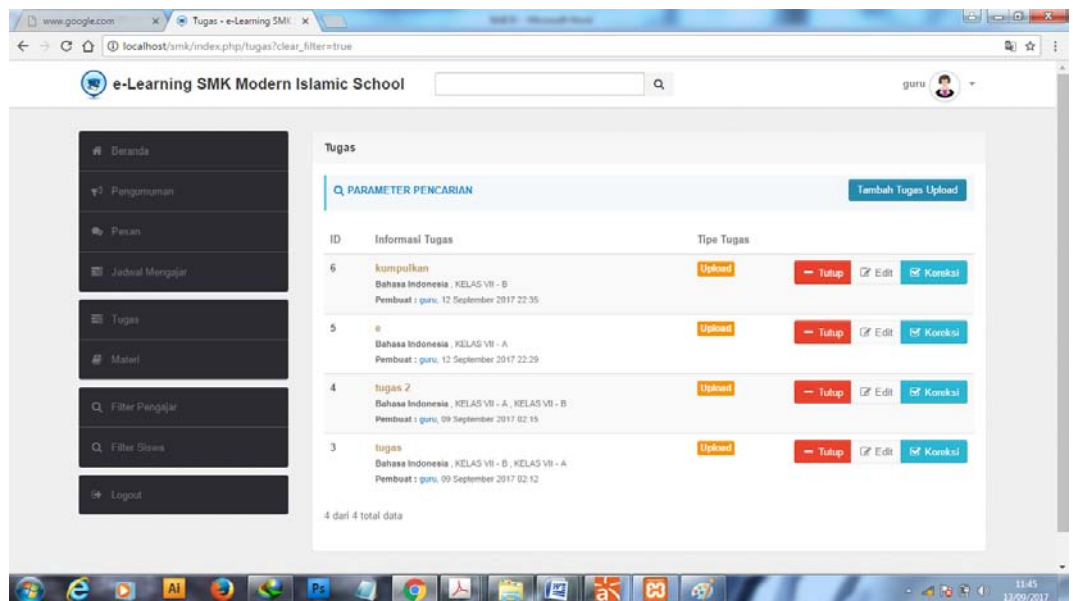 www.google.com
Tugas - e-Learning SMK
localhost/smk/index.php/tugas?clear_filter=true
e-Learning SMK Modern Islamic School
guru
Beranda
Pengumuman
Pesan
Jadwal Mengajar
Tugas
Materi
Filter Pengajar
Filter Siswa
Logout
Tugas
PARAMETER PENCARIAN
Tambah Tugas Upload
ID Informasi Tugas Tipe Tugas
6 kumpulkan Upload Tutup Edit Koreksi
Bahasa Indonesia , KELAS VII - B
Pembuat : guru, 12 September 2017 22:35
5 e Upload Tutup Edit Koreksi
Bahasa Indonesia , KELAS VII - A
Pembuat : guru, 12 September 2017 22:29
4 tugas 2 Upload Tutup Edit Koreksi
Bahasa Indonesia , KELAS VII - A , KELAS VII - B
Pembuat : guru, 09 September 2017 02:15
3 tugas Upload Tutup Edit Koreksi
Bahasa Indonesia , KELAS VII - B , KELAS VII - A
Pembuat : guru, 09 September 2017 02:12
4 dari 4 total data
Ai
Ps
11:45
13/09/2017